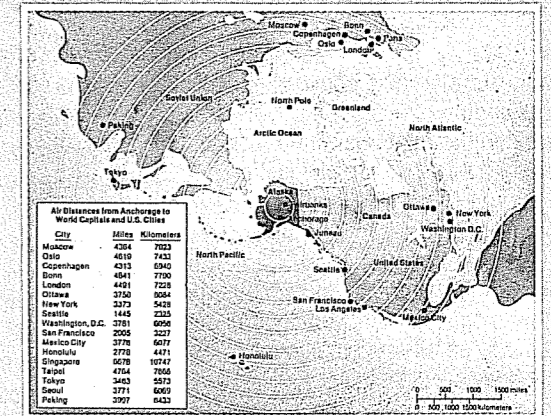 Moscow
Bonn
Copenhagen
Paris
Oslo
London
Soviet Union
North Pole
Greenland
Arctic Ocean
North Atlantic
Peking
Tokyo
Alaska
Fairbanks
Anchorage
Juneau
Canada
Ottawa
New York
Washington D.C.
North Pacific
Seattle
United States
San Francisco
Los Angeles
Mexico City
Honolulu
Air Distances from Anchorage to
World Capitals and U.S. Cities
City Miles Kilometers
Moscow 4364 7023
Oslo 4619 7433
Copenhagen 4313 6940
Bonn 4841 7790
London 4491 7228
Ottawa 3750 6084
New York 3373 5428
Seattle 1445 2325
Washington, D.C. 3781 6056
San Francisco 2005 3227
Mexico City 3776 6077
Honolulu 2778 4471
Singapore 6678 10747
Taipei 4764 7666
Tokyo 3463 5573
Seoul 3771 6069
Peking 3997 6433
0 500 1000 1500 miles
0 500 1000 1500 kilometers